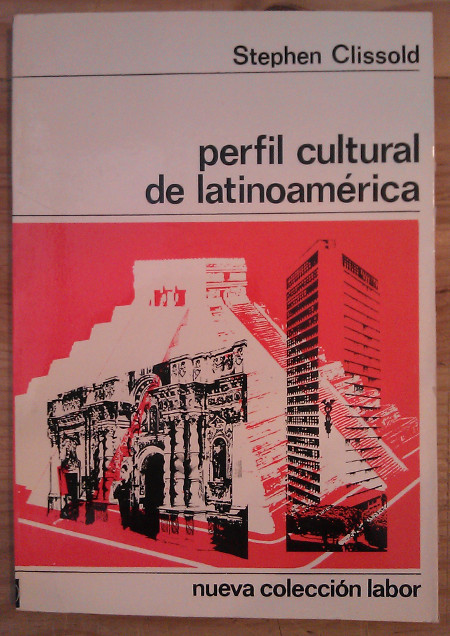 Stephen Clissold
perfil cultural
de latinoamérica
nueva colección labor